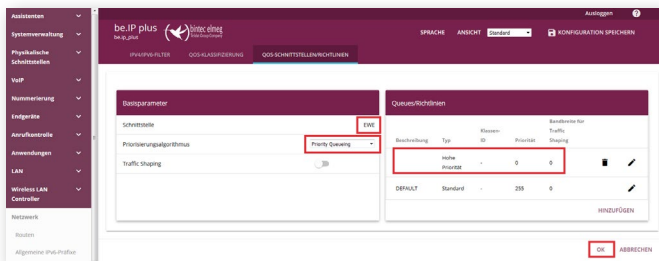 Assistenten
Systemverwaltung
Physikalische
Schnittstellen
VoIP
Nummerierung
Endgeräte
Anrufkontrolle
Anwendungen
LAN
Wireless LAN
Controller
Netzwerk
Routen
Allgemeine IPv6-Präfixe
Ausloggen
be.IP plus
be.ip_plus
bintec elmeg
SPRACHE ANSICHT Standard KONFIGURATION SPEICHERN
IPV4/IPV6-FILTER QOS-KLASSIFIZIERUNG QOS-SCHNITTSTELLEN/RICHTLINIEN
Basisparameter
Schnittstelle EWE
Priorisierungsalgorithmus Priority Queueing
Traffic Shaping
Queues/Richtlinien
Beschreibung Typ Klassen-ID Priorität Bandbreite für Traffic Shaping
Hohe Priorität - 0 0
DEFAULT Standard - 255 0
HINZUFÜGEN
OK ABBRECHEN